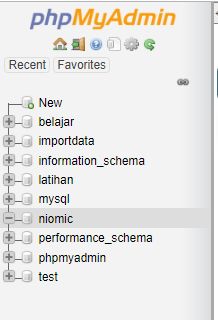 phpMyAdmin
Recent Favorites
New
belajar
importdata
information_schema
latihan
mysql
niomic
performance_schema
phpmyadmin
test